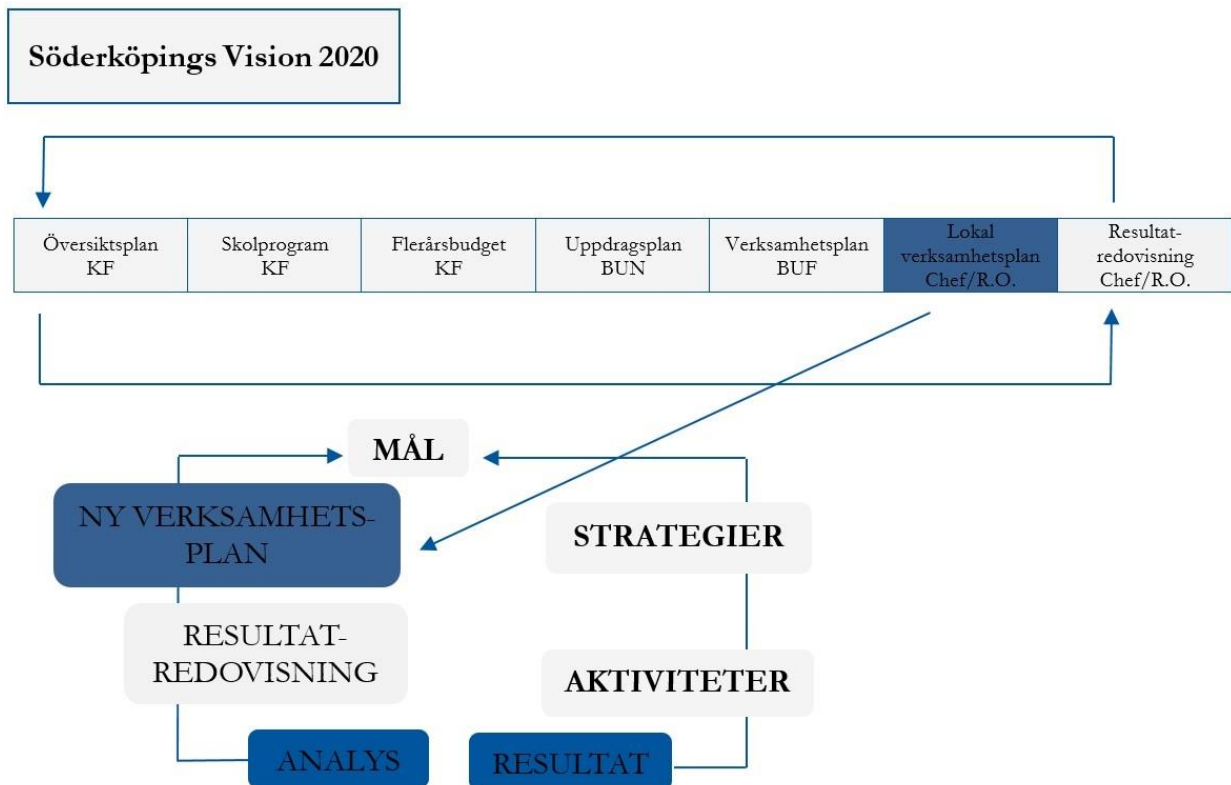 Söderköpings Vision 2020
Översiktsplan
KF
Skolprogram
KF
Flerårsbudget
KF
Uppdragsplan
BUN
Verksamhetsplan
BUF
Lokal
verksamhetsplan
Chef/R.O.
Resultat-
redovisning
Chef/R.O.
MÅL
NY VERKSAMHETS-
PLAN
STRATEGIER
RESULTAT-
REDOVISNING
AKTIVITETER
ANALYS
RESULTAT